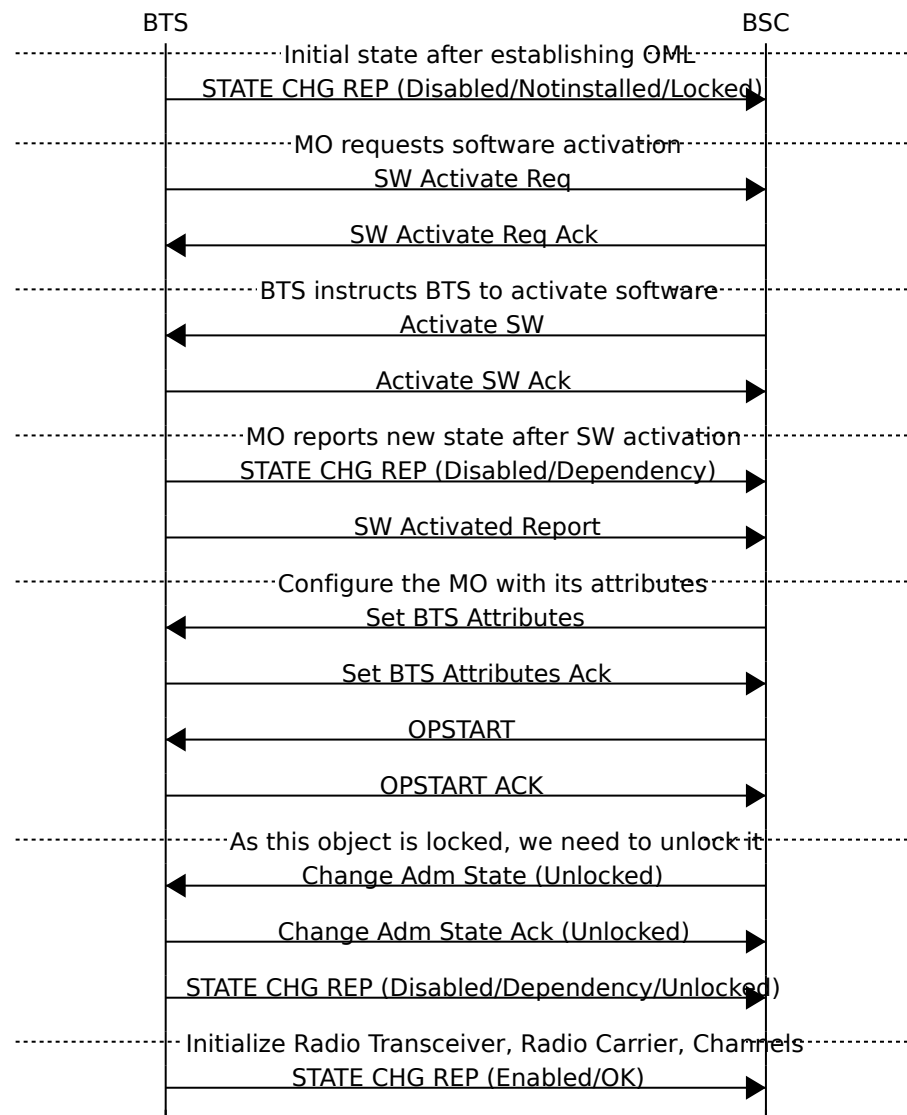 BTS BSC
Initial state after establishing OML
STATE CHG REP (Disabled/Notinstalled/Locked)
MO requests software activation
SW Activate Req
SW Activate Req Ack
BTS instructs BTS to activate software
Activate SW
Activate SW Ack
MO reports new state after SW activation
STATE CHG REP (Disabled/Dependency)
SW Activated Report
Configure the MO with its attributes
Set BTS Attributes
Set BTS Attributes Ack
OPSTART
OPSTART ACK
As this object is locked, we need to unlock it
Change Adm State (Unlocked)
Change Adm State Ack (Unlocked)
STATE CHG REP (Disabled/Dependency/Unlocked)
Initialize Radio Transceiver, Radio Carrier, Channels
STATE CHG REP (Enabled/OK)